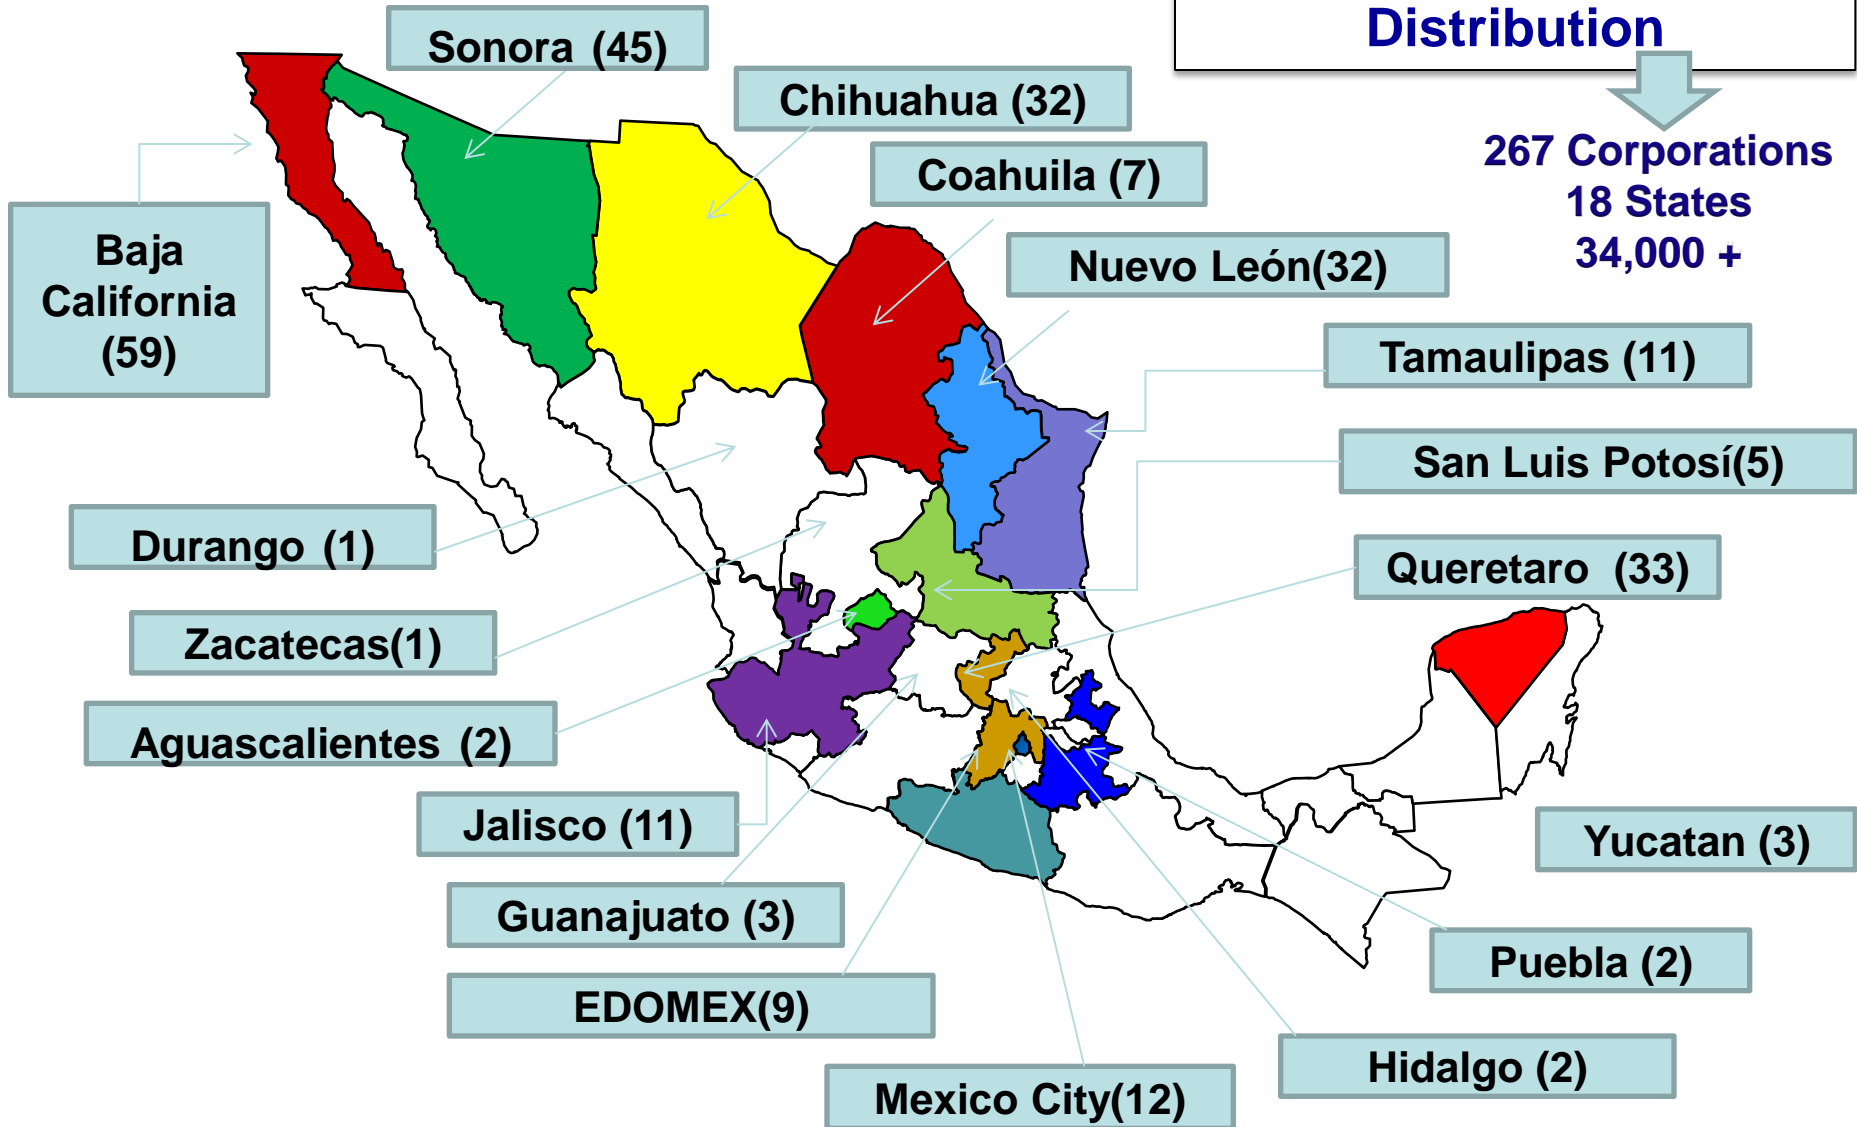 Distribution
267 Corporations
18 States
34,000 +
Sonora (45)
Chihuahua (32)
Coahuila (7)
Nuevo León(32)
Baja
California
(59)
Tamaulipas (11)
San Luis Potosí(5)
Queretaro (33)
Durango (1)
Zacatecas(1)
Aguascalientes (2)
Jalisco (11)
Yucatan (3)
Guanajuato (3)
Puebla (2)
EDOMEX(9)
Hidalgo (2)
Mexico City(12)